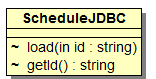 ScheduleJDBC
~ load(in id : string)
~ getId() : string